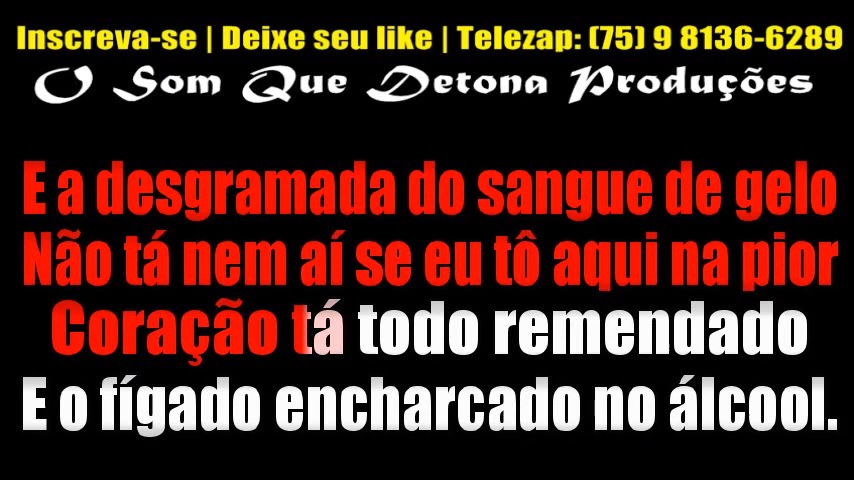 Inscreva-se | Deixe seu like | Telezap: (75) 9 8136-6289
O Som Que Detona Produções
E a desgramada do sangue de gelo
Não tá nem aí se eu tô aqui na pior
Coração tá todo remendado
E o fígado encharcado no álcool.